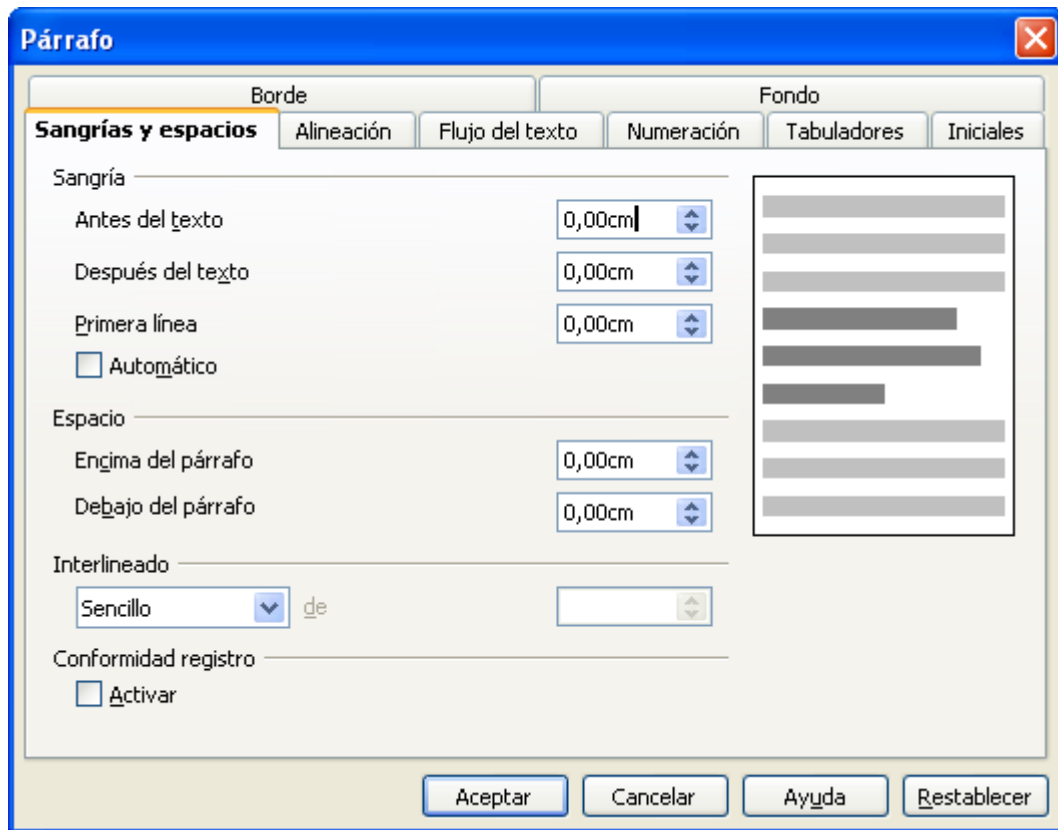 Párrafo
Borde Fondo
Sangrías y espacios Alineación Flujo del texto Numeración Tabuladores Iniciales
Sangría
Antes del texto 0,00cm
Después del texto 0,00cm
Primera línea 0,00cm
Automático
Espacio
Encima del párrafo 0,00cm
Debajo del párrafo 0,00cm
Interlineado
Sencillo de
Conformidad registro
Activar
Aceptar Cancelar Ayuda Restablecer